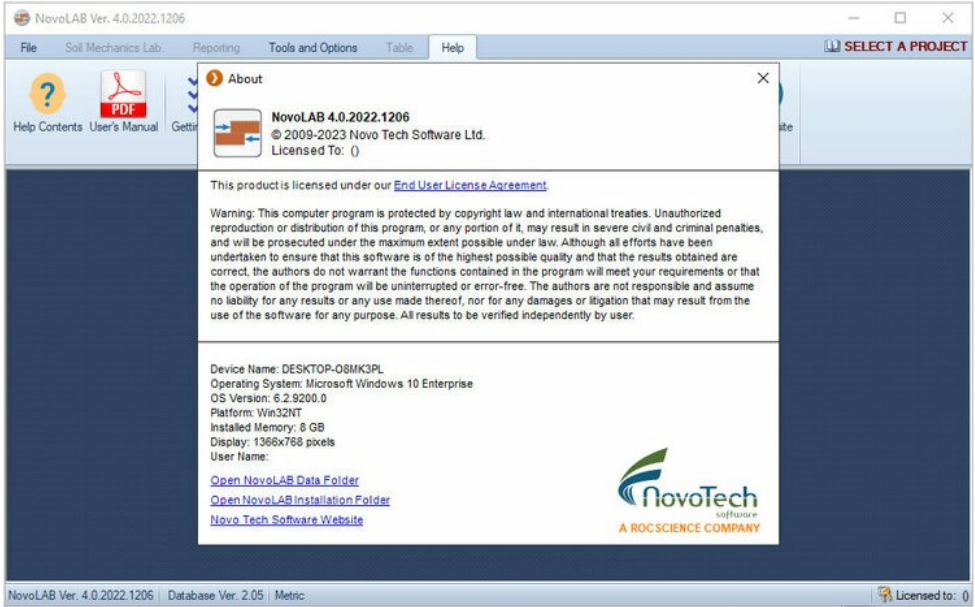 NovoLAB Ver. 4.0.2022.1206
File Soil Mechanics Lab. Reporting Tools and Options Table Help SELECT A PROJECT
Help Contents User's Manual
PDF
About
NovoLAB 4.0.2022.1206
© 2009-2023 Novo Tech Software Ltd.
Licensed To: ()
This product is licensed under our End User License Agreement.
Warning: This computer program is protected by copyright law and international treaties. Unauthorized
reproduction or distribution of this program, or any portion of it, may result in severe civil and criminal penalties,
and will be prosecuted under the maximum extent possible under law. Although all efforts have been
undertaken to ensure that this software is of the highest possible quality and that the results obtained are
correct, the authors do not warrant the functions contained in the program will meet your requirements or that
the operation of the program will be uninterrupted or error-free. The authors are not responsible and assume
no liability for any results or any use made thereof, nor for any damages or litigation that may result from the
use of the software for any purpose. All results to be verified independently by user.
Device Name: DESKTOP-O8MK3PL
Operating System: Microsoft Windows 10 Enterprise
OS Version: 6.2.9200.0
Platform: Win32NT
Installed Memory: 8 GB
Display: 1366x768 pixels
User Name:
Open NovoLAB Data Folder
Open NovoLAB Installation Folder
Novo Tech Software Website
NovoTech
software
A ROCSCIENCE COMPANY
NovoLAB Ver. 4.0.2022.1206 Database Ver. 2.05 Metric Licensed to: ()